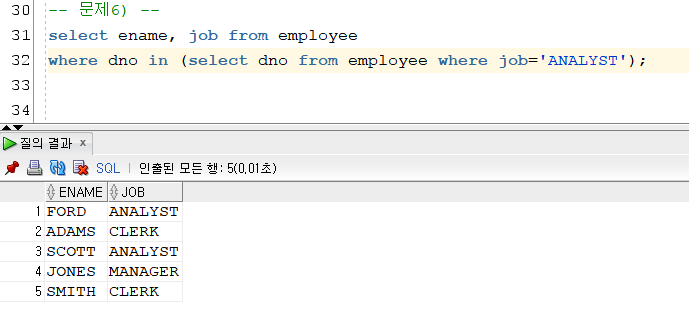 30 -- 문제6) --
31 select ename, job from employee
32 where dno in (select dno from employee where job='ANALYST');
33
34
질의 결과 x
SQL | 인출된 모든 행: 5(0,01초)
ENAME JOB
1 FORD ANALYST
2 ADAMS CLERK
3 SCOTT ANALYST
4 JONES MANAGER
5 SMITH CLERK